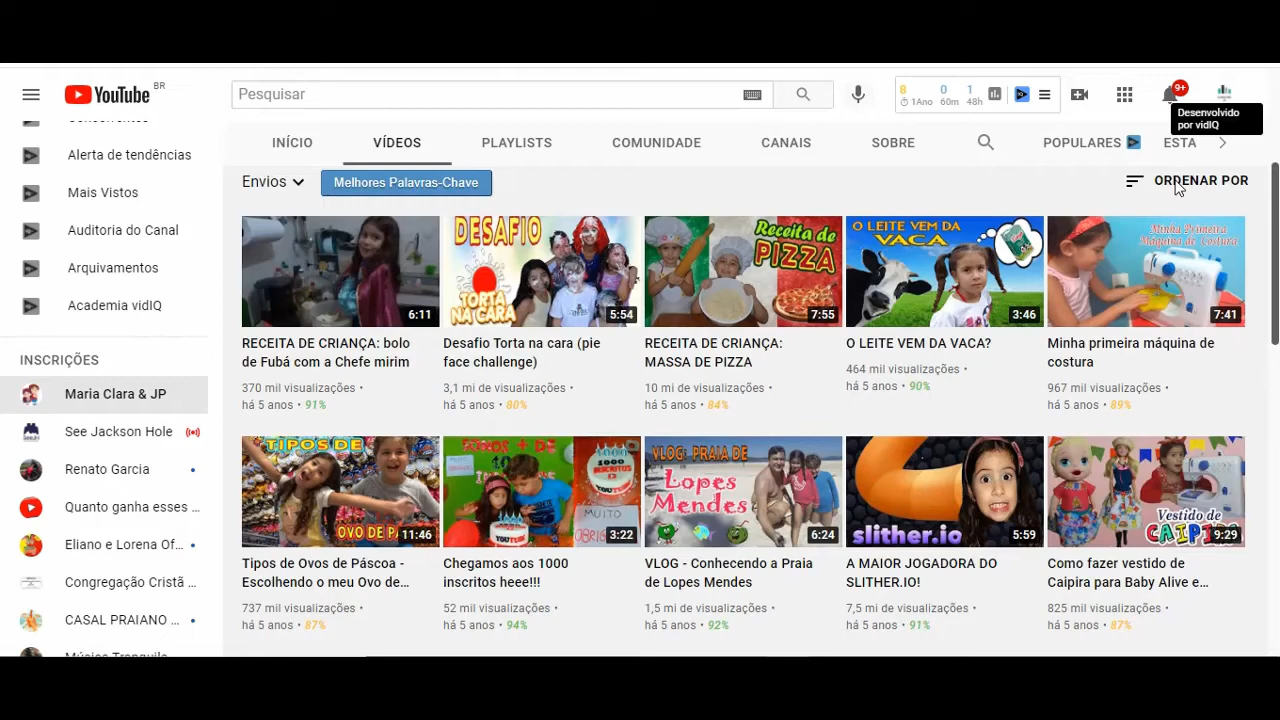 YouTube BR
Pesquisar
8 0 1
1Ano 60m 48h
9+
Desenvolvido
por vidIQ
INÍCIO VÍDEOS PLAYLISTS COMUNIDADE CANAIS SOBRE POPULARES ESTA
Alerta de tendências
Mais Vistos
Auditoria do Canal
Arquivamentos
Academia vidIQ
INSCRIÇÕES
Maria Clara & JP
See Jackson Hole
Renato Garcia
Quanto ganha esses ...
Eliano e Lorena Of...
Congregação Cristã ...
CASAL PRAIANO ...
Envios Melhores Palavras-Chave ORDENAR POR
6:11
RECEITA DE CRIANÇA: bolo
de Fubá com a Chefe mirim
370 mil visualizações •
há 5 anos • 91%
DESAFIO
TORTA
NA CARA
5:54
Desafio Torta na cara (pie
face challenge)
3,1 mi de visualizações •
há 5 anos • 80%
Receita de
PIZZA
7:55
RECEITA DE CRIANÇA:
MASSA DE PIZZA
10 mi de visualizações •
há 5 anos • 84%
O LEITE VEM DA
VACA?
3:46
O LEITE VEM DA VACA?
464 mil visualizações •
há 5 anos • 90%
Minha Primeira
Máquina de Costura
7:41
Minha primeira máquina de
costura
967 mil visualizações •
há 5 anos • 89%
TIPOS DE
OVO DE P
11:46
Tipos de Ovos de Páscoa -
Escolhendo o meu Ovo de...
737 mil visualizações •
há 5 anos • 87%
1000
INSCRITOS
MUITO
3:22
Chegamos aos 1000
inscritos heee!!!
52 mil visualizações •
há 5 anos • 94%
VLOG: PRAIA DE
Lopes
Mendes
6:24
VLOG - Conhecendo a Praia
de Lopes Mendes
1,5 mi de visualizações •
há 5 anos • 92%
slither.io
5:59
A MAIOR JOGADORA DO
SLITHER.IO!
7,5 mi de visualizações •
há 5 anos • 91%
Vestido de
CAIPIRA
9:29
Como fazer vestido de
Caipira para Baby Alive e...
825 mil visualizações •
há 5 anos • 87%